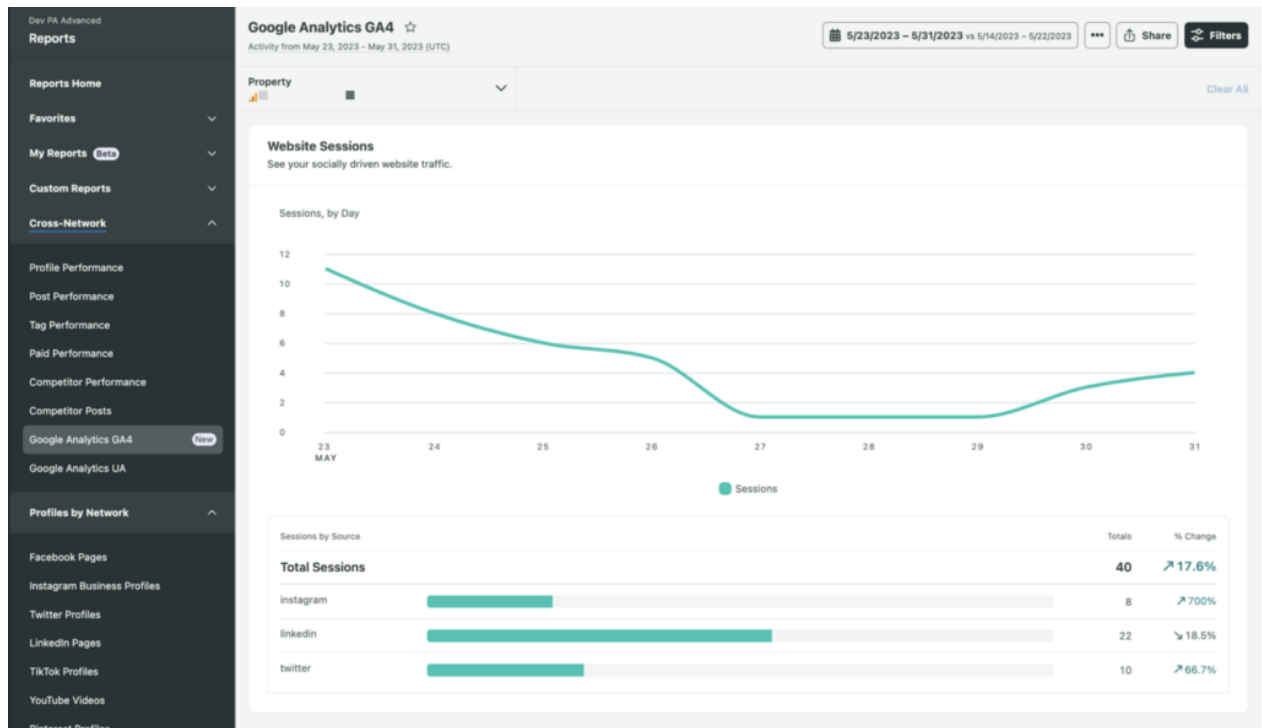 Dev PA Advanced
Reports
Reports Home
Favorites
My Reports Beta
Custom Reports
Cross-Network
Profile Performance
Post Performance
Tag Performance
Paid Performance
Competitor Performance
Competitor Posts
Google Analytics GA4 New
Google Analytics UA
Profiles by Network
Facebook Pages
Instagram Business Profiles
Twitter Profiles
LinkedIn Pages
TikTok Profiles
YouTube Videos
Pinterest Profiles
Google Analytics GA4
Activity from May 23, 2023 - May 31, 2023 (UTC)
5/23/2023 – 5/31/2023 vs 5/14/2023 – 5/22/2023
Share
Filters
Property
Clear All
Website Sessions
See your socially driven website traffic.
Sessions, by Day
12
10
8
6
4
2
0
23 24 25 26 27 28 29 30 31
MAY
Sessions
Sessions by Source Totals % Change
Total Sessions 40 ↗17.6%
instagram 8 ↗700%
linkedin 22 ↘18.5%
twitter 10 ↗66.7%